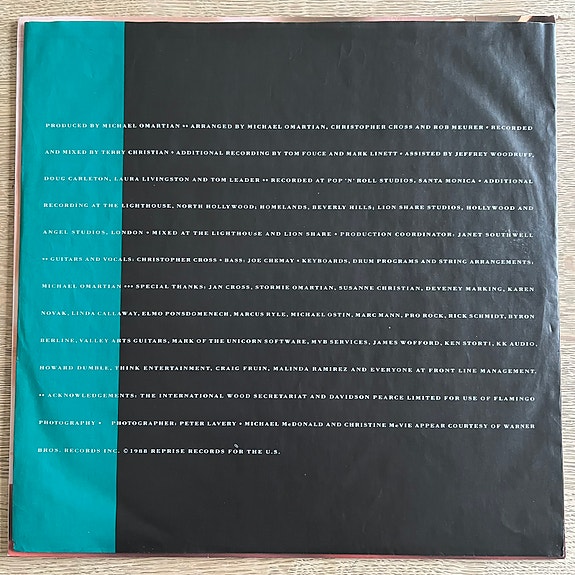 PRODUCED BY MICHAEL OMARTIAN •• ARRANGED BY MICHAEL OMARTIAN, CHRISTOPHER CROSS AND ROB MEURER • RECORDED
AND MIXED BY TERRY CHRISTIAN • ADDITIONAL RECORDING BY TOM FOUCE AND MARK LINETT • ASSISTED BY JEFFREY WOODRUFF,
DOUG CARLETON, LAURA LIVINGSTON AND TOM LEADER •• RECORDED AT POP 'N' ROLL STUDIOS, SANTA MONICA • ADDITIONAL
RECORDING AT THE LIGHTHOUSE, NORTH HOLLYWOOD; HOMELANDS, BEVERLY HILLS; LION SHARE STUDIOS, HOLLYWOOD AND
ANGEL STUDIOS, LONDON • MIXED AT THE LIGHTHOUSE AND LION SHARE • PRODUCTION COORDINATOR: JANET SOUTHWELL
•• GUITARS AND VOCALS: CHRISTOPHER CROSS • BASS: JOE CHEMAY • KEYBOARDS, DRUM PROGRAMS AND STRING ARRANGEMENTS:
MICHAEL OMARTIAN ••• SPECIAL THANKS: JAN CROSS, STORMIE OMARTIAN, SUSANNE CHRISTIAN, DEVENEY MARKING, KAREN
NOVAK, LINDA CALLAWAY, ELMO PONSDOMENECH, MARCUS RYLE, MICHAEL OSTIN, MARC MANN, PRO ROCK, RICK SCHMIDT, BYRON
BERLINE, VALLEY ARTS GUITARS, MARK OF THE UNICORN SOFTWARE, MVB SERVICES, JAMES WOFFORD, KEN STORTI, KK AUDIO,
HOWARD DUMBLE, THINK ENTERTAINMENT, CRAIG FRUIN, MALINDA RAMIREZ AND EVERYONE AT FRONT LINE MANAGEMENT,
•• ACKNOWLEDGEMENTS: THE INTERNATIONAL WOOD SECRETARIAT AND DAVIDSON PEARCE LIMITED FOR USE OF FLAMINGO
PHOTOGRAPHY • PHOTOGRAPHER: PETER LAVERY • MICHAEL McDONALD AND CHRISTINE McVIE APPEAR COURTESY OF WARNER
BROS. RECORDS INC. ©1988 REPRISE RECORDS FOR THE U.S.